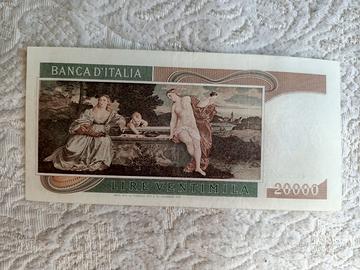 BANCA D'ITALIA
LIRE VENTIMILA
20000